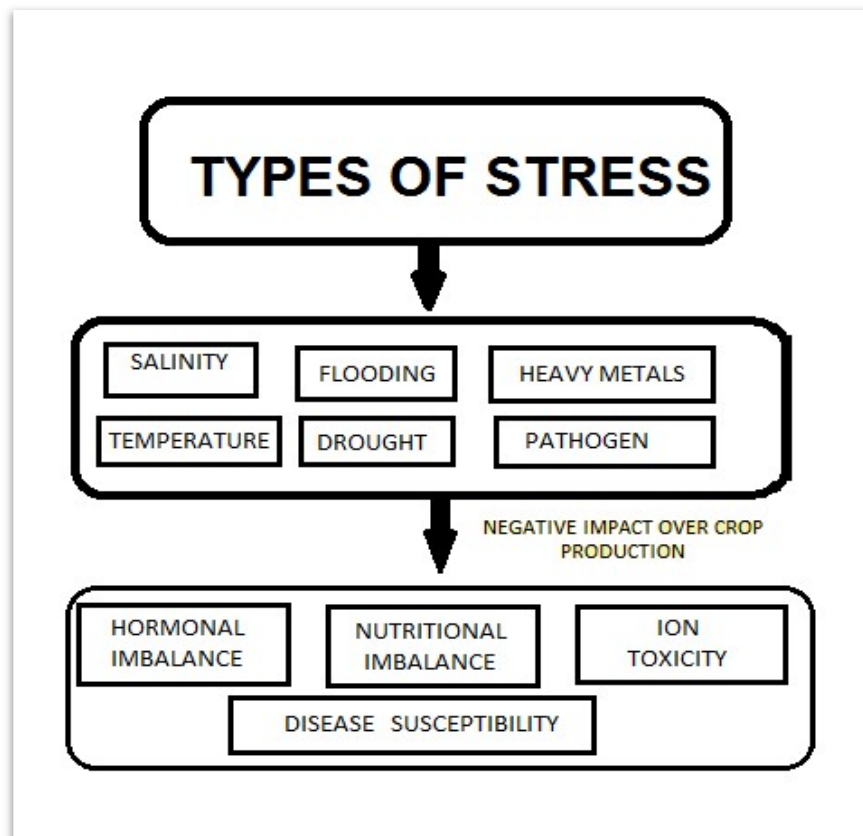 TYPES OF STRESS
SALINITY
FLOODING
HEAVY METALS
TEMPERATURE
DROUGHT
PATHOGEN
NEGATIVE IMPACT OVER CROP
PRODUCTION
HORMONAL
IMBALANCE
NUTRITIONAL
IMBALANCE
ION
TOXICITY
DISEASE SUSCEPTIBILITY